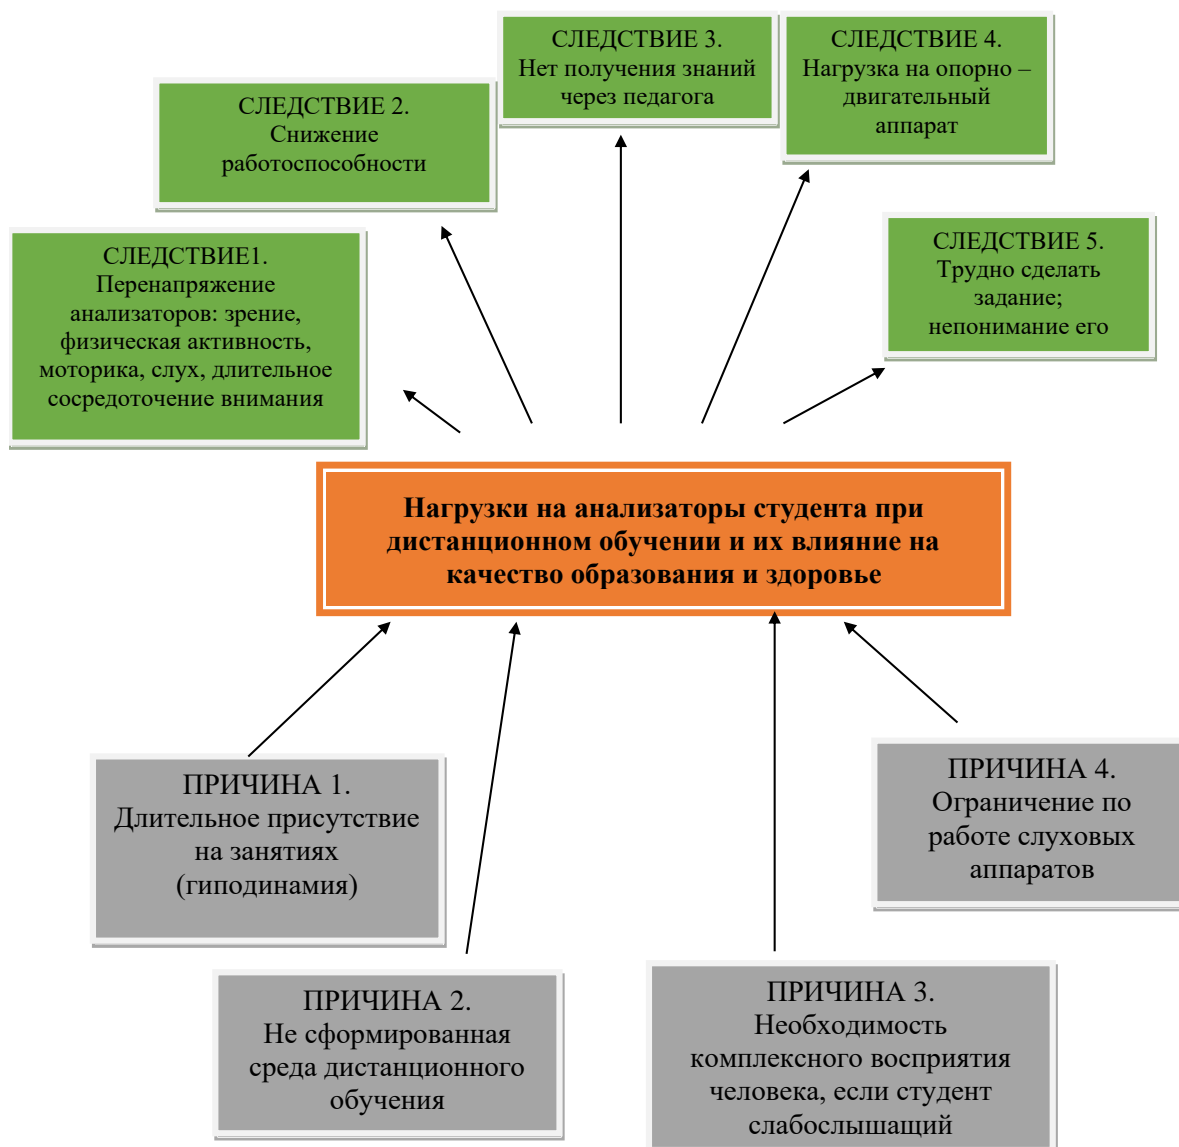 СЛЕДСТВИЕ 3.
Нет получения знаний
через педагога
СЛЕДСТВИЕ 4.
Нагрузка на опорно –
двигательный
аппарат
СЛЕДСТВИЕ 2.
Снижение
работоспособности
СЛЕДСТВИЕ1.
Перенапряжение
анализаторов: зрение,
физическая активность,
моторика, слух, длительное
сосредоточение внимания
СЛЕДСТВИЕ 5.
Трудно сделать
задание;
непонимание его
Нагрузки на анализаторы студента при
дистанционном обучении и их влияние на
качество образования и здоровье
ПРИЧИНА 1.
Длительное присутствие
на занятиях
(гиподинамия)
ПРИЧИНА 4.
Ограничение по
работе слуховых
аппаратов
ПРИЧИНА 2.
Не сформированная
среда дистанционного
обучения
ПРИЧИНА 3.
Необходимость
комплексного восприятия
человека, если студент
слабослышащий